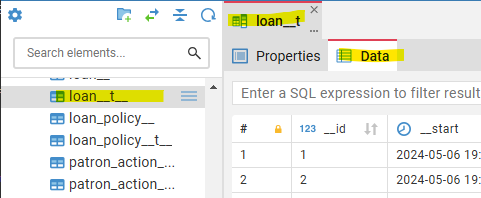 loan__t
...
Search elements...
Properties
Data
loan__t__
loan_policy__
loan_policy__t__
patron_action_...
patron_action_...
Enter a SQL expression to filter result
# 123 __id __start
1 1 2024-05-06 19:
2 2 2024-05-06 19: